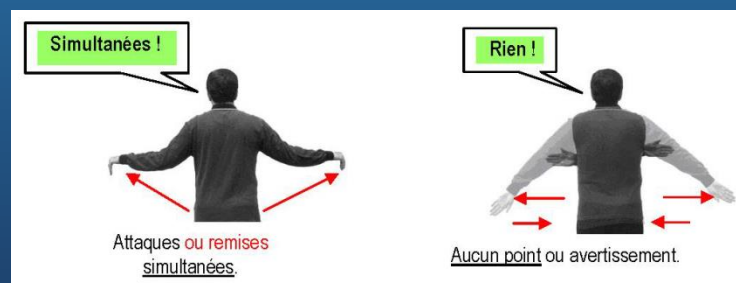 Simultanées !
Attaques ou remises
simultanées.
Rien !
Aucun point ou avertissement.